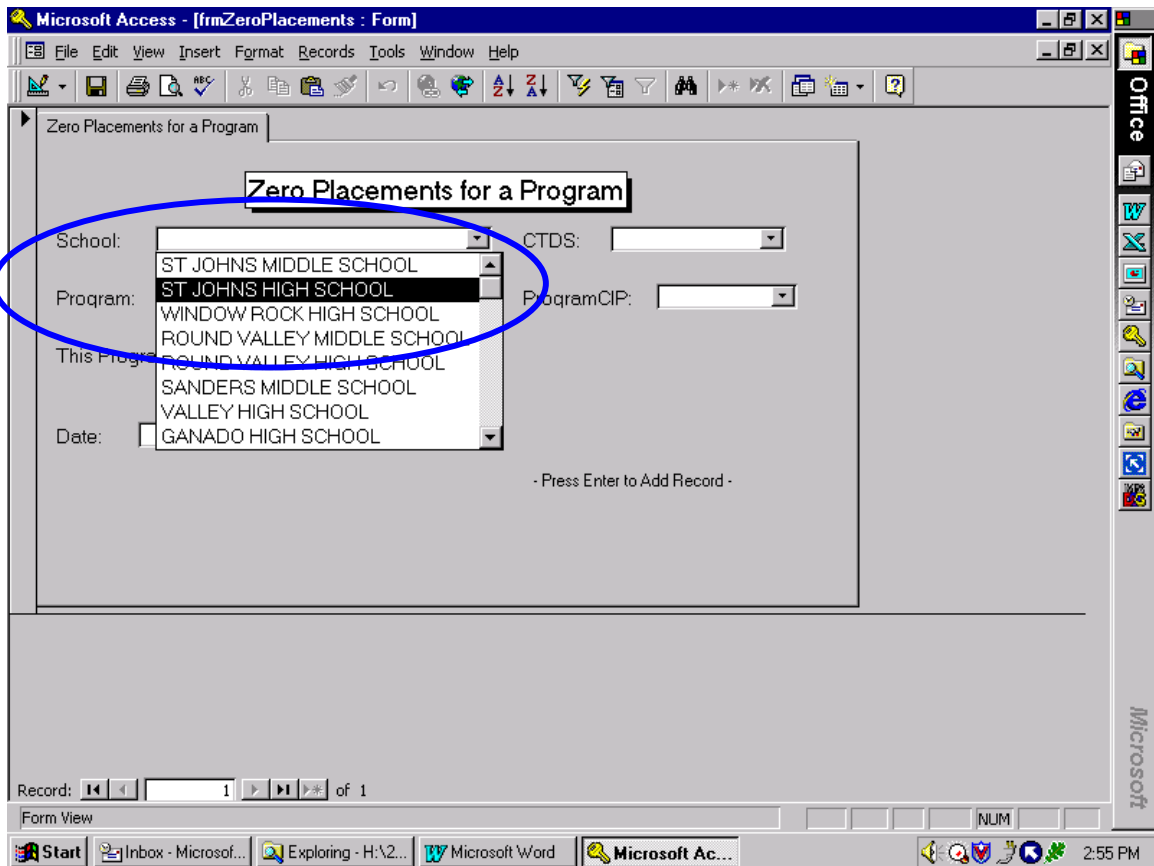 Microsoft Access - [frmZeroPlacements : Form]
File Edit View Insert Format Records Tools Window Help
Office
Zero Placements for a Program
Zero Placements for a Program
School: CTDS:
ST JOHNS MIDDLE SCHOOL
ST JOHNS HIGH SCHOOL
Program: ProgramCIP:
WINDOW ROCK HIGH SCHOOL
ROUND VALLEY MIDDLE SCHOOL
This Progra
ROUND VALLEY HIGH SCHOOL
SANDERS MIDDLE SCHOOL
VALLEY HIGH SCHOOL
Date: GANADO HIGH SCHOOL
- Press Enter to Add Record -
Microsoft
Record: 1 of 1
Form View NUM
Start Inbox - Microsof... Exploring - H:\2... Microsoft Word Microsoft Ac... 2:55 PM